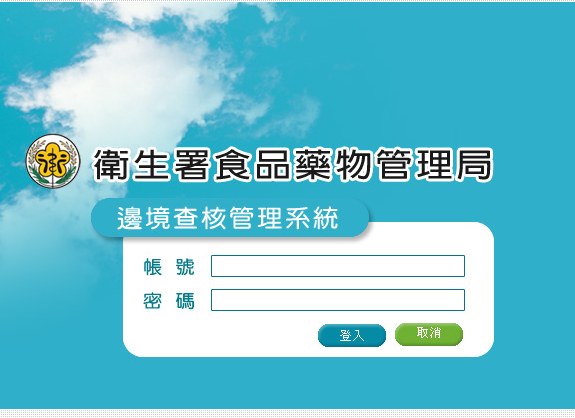 衛生署食品藥物管理局
邊境查核管理系統
帳 號
密 碼
登入 取消